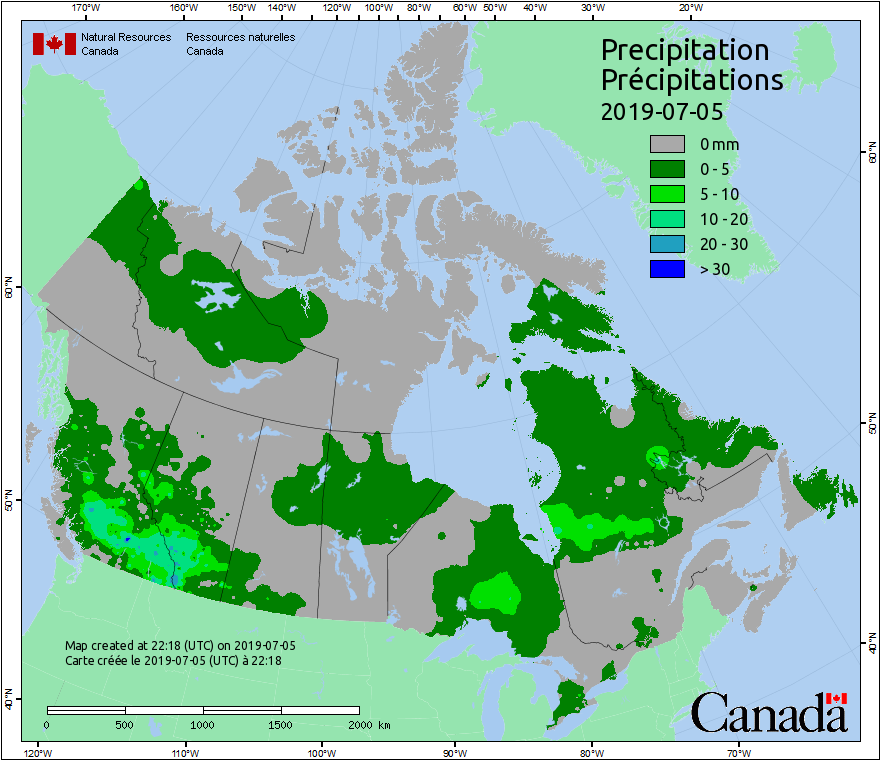 170°W 160°W 150°W 140°W 120°W 100°W 80°W 60°W 50°W 40°W 30°W 20°W
Natural Resources Ressources naturelles
Canada Canada
Precipitation
Précipitations
2019-07-05
0 mm
0 - 5
5 - 10
10 - 20
20 - 30
> 30
60°N 60°N
50°N 50°N
40°N 40°N
Map created at 22:18 (UTC) on 2019-07-05
Carte créée le 2019-07-05 (UTC) à 22:18
0 500 1000 1500 2000 km
Canada
120°W 110°W 100°W 90°W 80°W 70°W